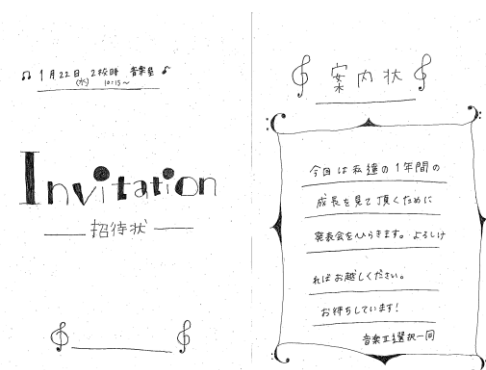 1月22日 2校時 音楽室
(水) 10:15~
Invitation
招待状
案内状
今回は私達の1年間の
成長を見て頂くために
発表会をひらきます。よろしけ
ればお越しください。
お待ちしています!
音楽Ⅱ選択一同